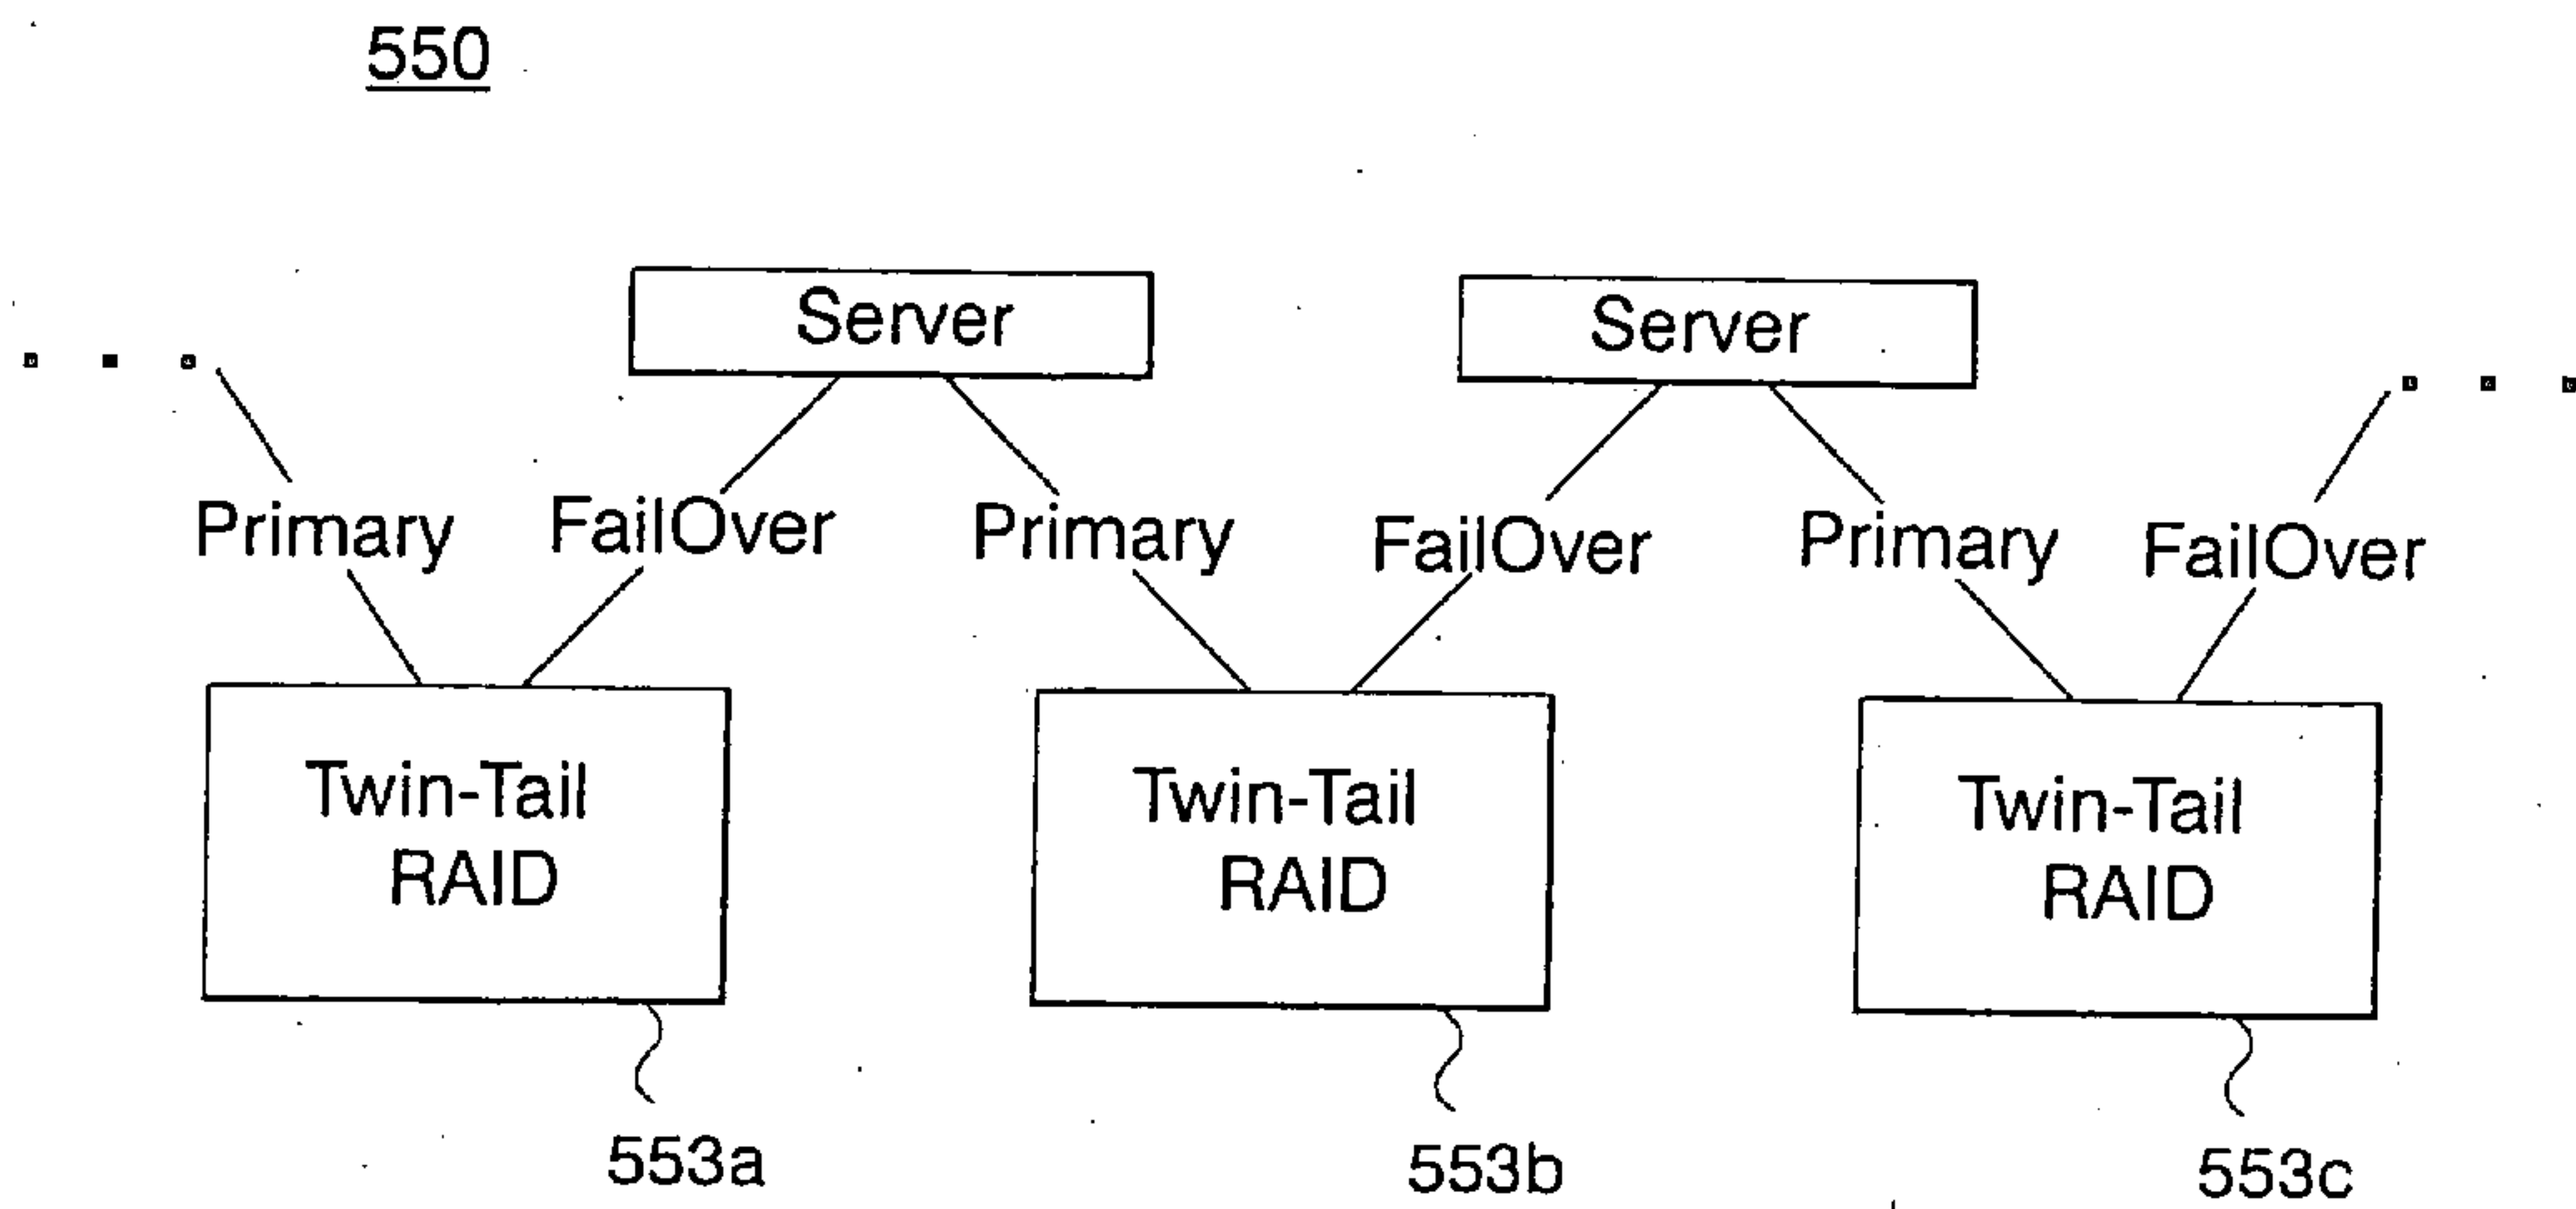 550
Server
Server
Primary
FailOver
Primary
FailOver
Primary
FailOver
Twin-Tail
RAID
Twin-Tail
RAID
Twin-Tail
RAID
553a
553b
553c